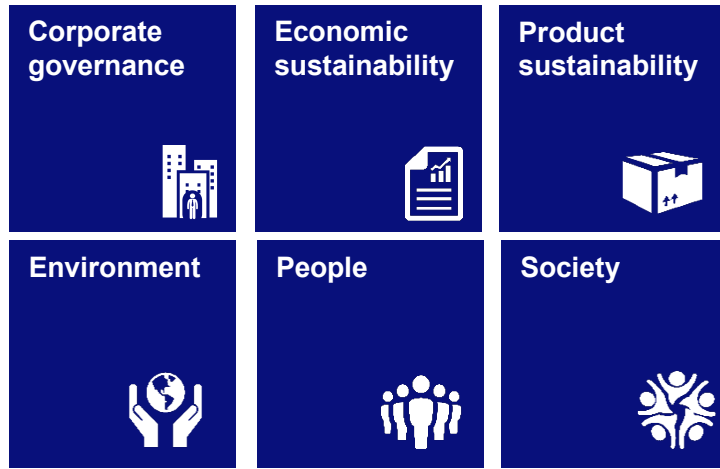 Corporate
governance
Economic
sustainability
Product
sustainability
Environment
People
Society